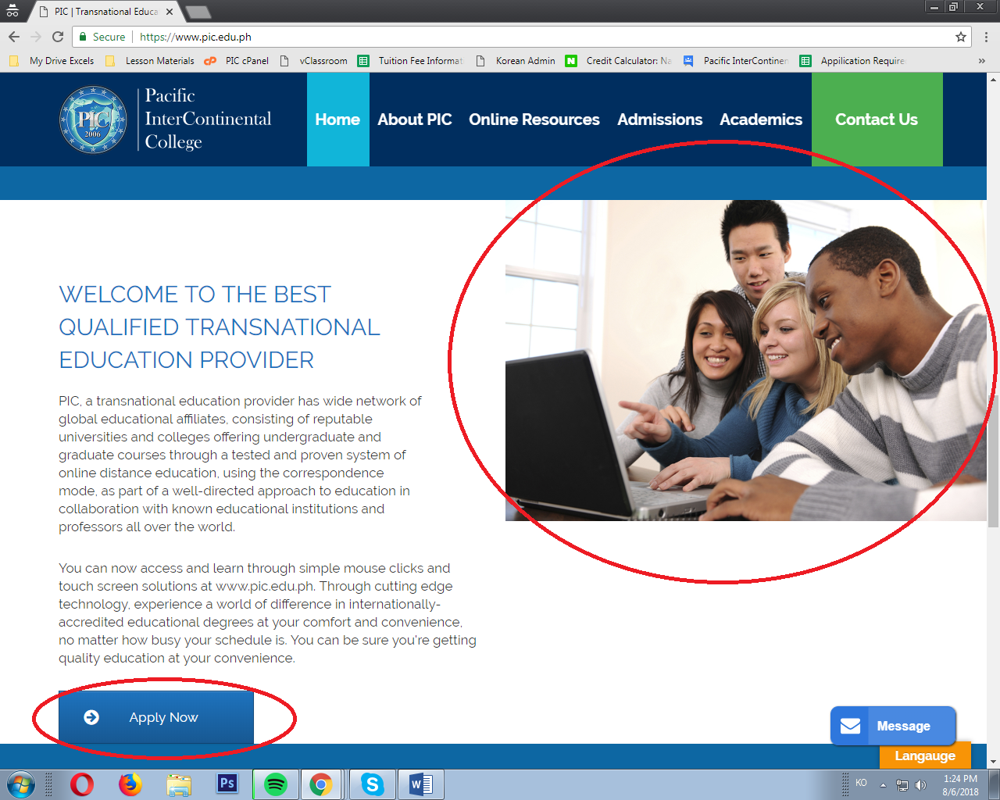 PIC | Transnational Educa
Secure
https://www.pic.edu.ph
My Drive Excels
Lesson Materials
PIC cPanel
vClassroom
Tuition Fee Informat
Korean Admin
Credit Calculator: Na
Pacific InterContinen
Appilication Require
»
PIC
2006
Pacific
InterContinental
College
Home
About PIC
Online Resources
Admissions
Academics
Contact Us
WELCOME TO THE BEST
QUALIFIED TRANSNATIONAL
EDUCATION PROVIDER
PIC, a transnational education provider has wide network of
global educational affiliates, consisting of reputable
universities and colleges offering undergraduate and
graduate courses through a tested and proven system of
online distance education, using the correspondence
mode, as part of a well-directed approach to education in
collaboration with known educational institutions and
professors all over the world.
You can now access and learn through simple mouse clicks and
touch screen solutions at www.pic.edu.ph. Through cutting edge
technology, experience a world of difference in internationally-
accredited educational degrees at your comfort and convenience,
no matter how busy your schedule is. You can be sure you're getting
quality education at your convenience.
Apply Now
Message
Langauge
Ps
KO
1:24 PM
8/6/2018